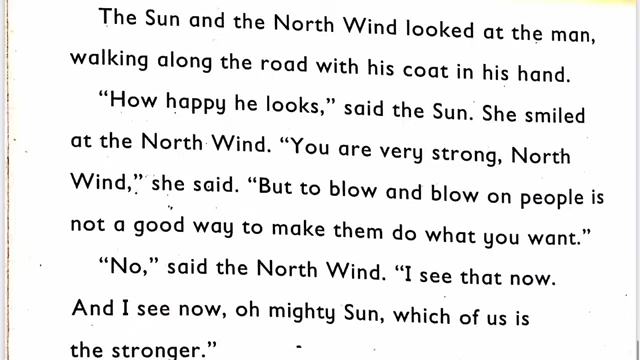 The Sun and the North Wind looked at the man,
walking along the road with his coat in his hand.
“How happy he looks,” said the Sun. She smiled
at the North Wind. “You are very strong, North
Wind,” she said. “But to blow and blow on people is
not a good way to make them do what you want.”
“No,” said the North Wind. “I see that now.
And I see now, oh mighty Sun, which of us is
the stronger.”